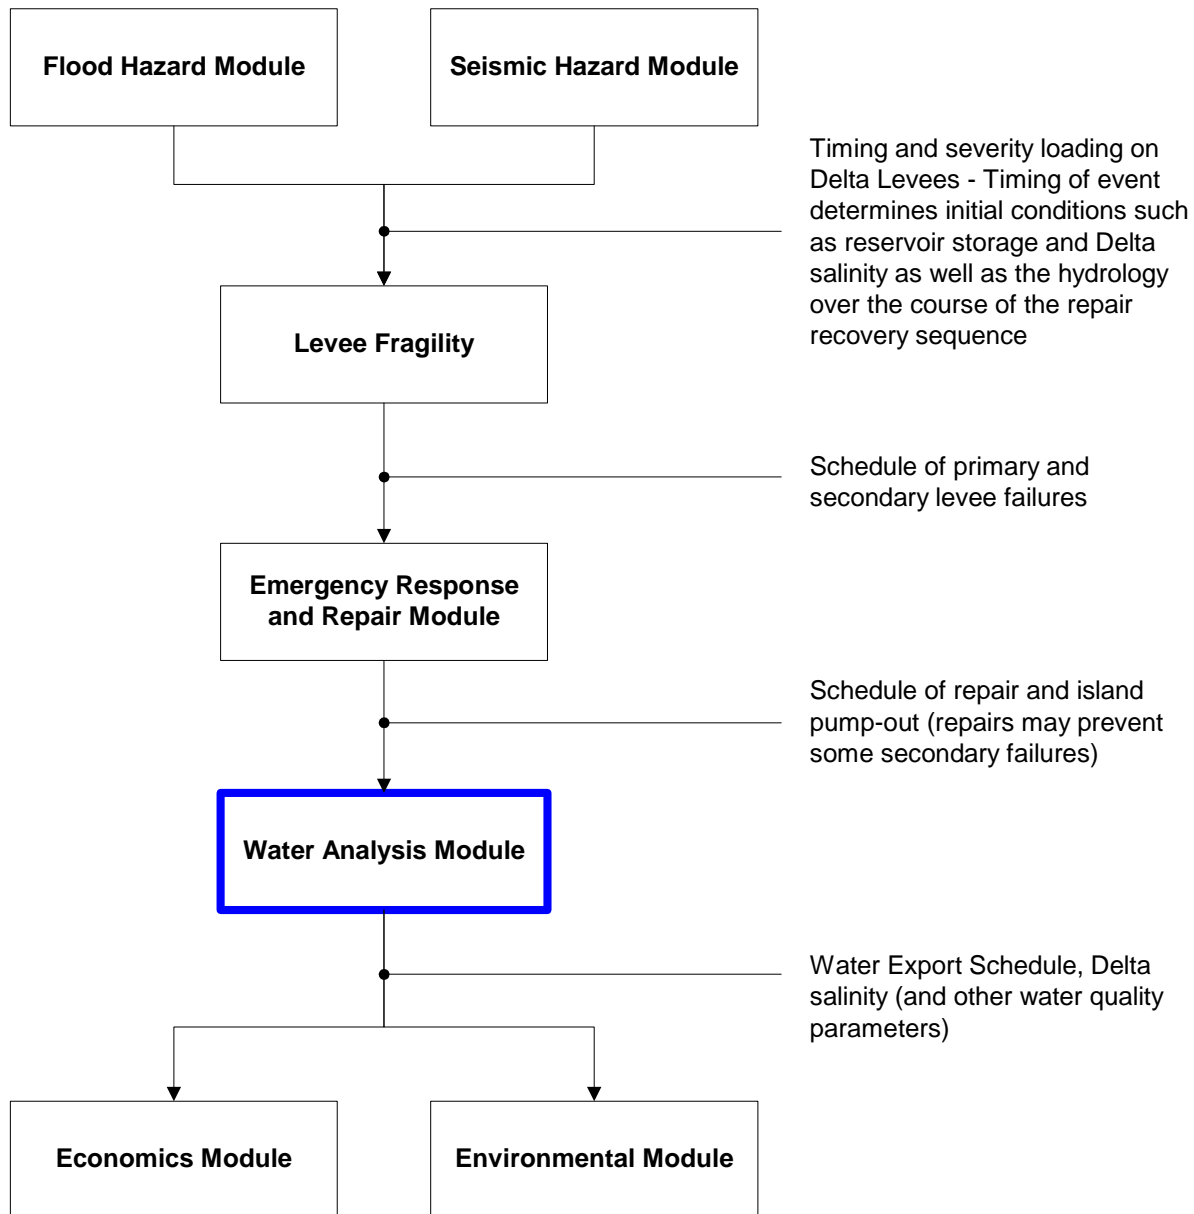 Flood Hazard Module
Seismic Hazard Module
Timing and severity loading on
Delta Levees - Timing of event
determines initial conditions such
as reservoir storage and Delta
salinity as well as the hydrology
over the course of the repair
recovery sequence
Levee Fragility
Schedule of primary and
secondary levee failures
Emergency Response
and Repair Module
Schedule of repair and island
pump-out (repairs may prevent
some secondary failures)
Water Analysis Module
Water Export Schedule, Delta
salinity (and other water quality
parameters)
Economics Module
Environmental Module